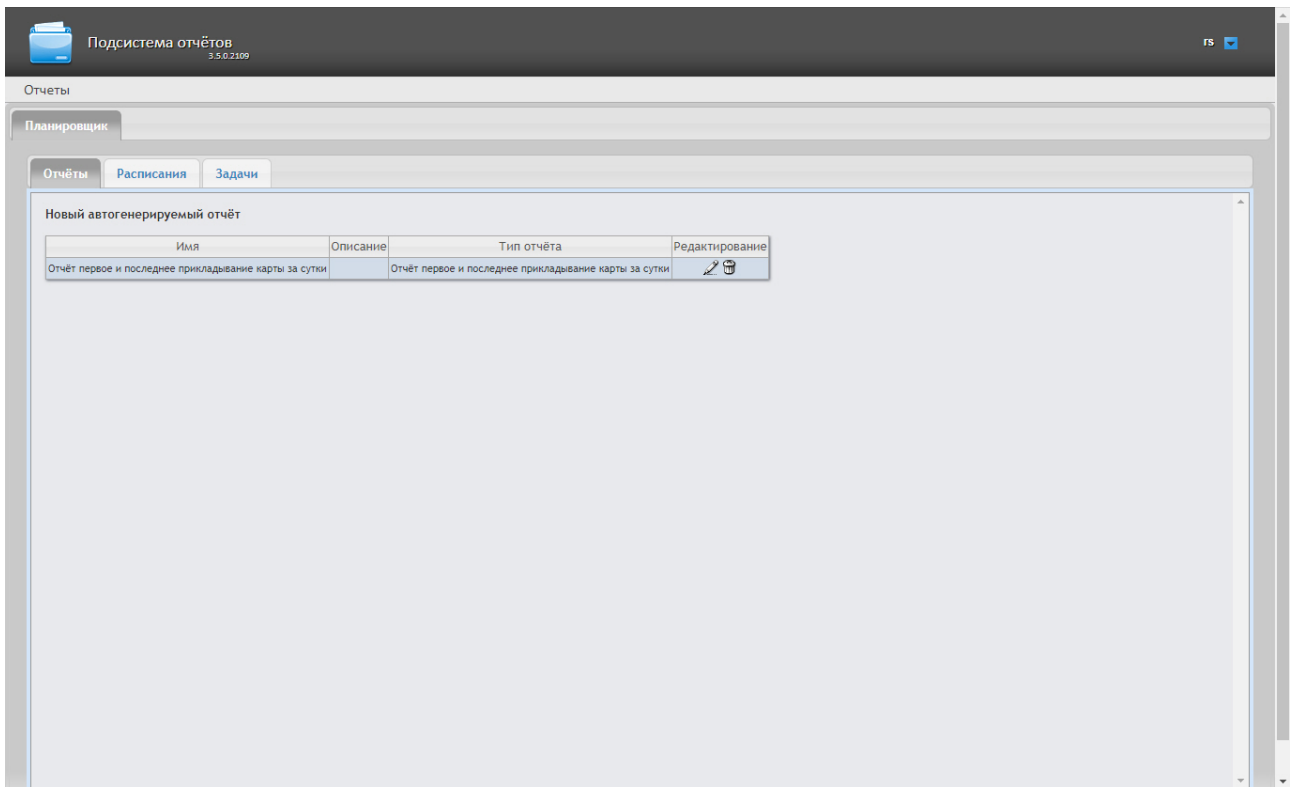 Подсистема отчётов
3.5.0.2109
rs
Отчеты
Планировщик
Отчёты Расписания Задачи
Новый автогенерируемый отчёт
Имя Описание Тип отчёта Редактирование
Отчёт первое и последнее прикладывание карты за сутки Отчёт первое и последнее прикладывание карты за сутки